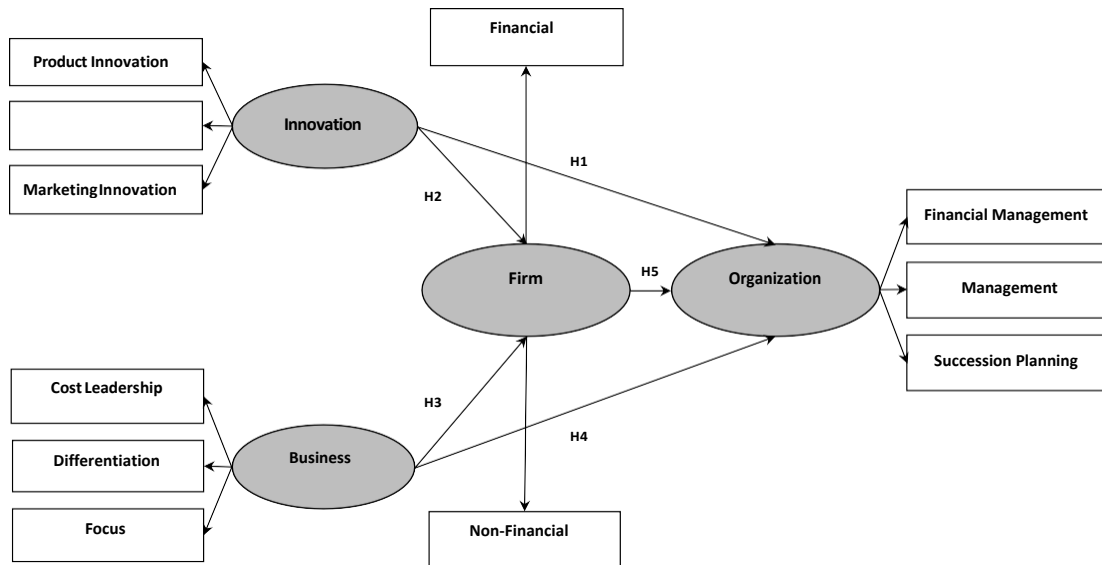 Financial
Product Innovation
Innovation
Marketing Innovation
H1
H2
Financial Management
Firm
H5
Organization
Management
Succession Planning
Cost Leadership
H3
H4
Differentiation
Business
Focus
Non-Financial